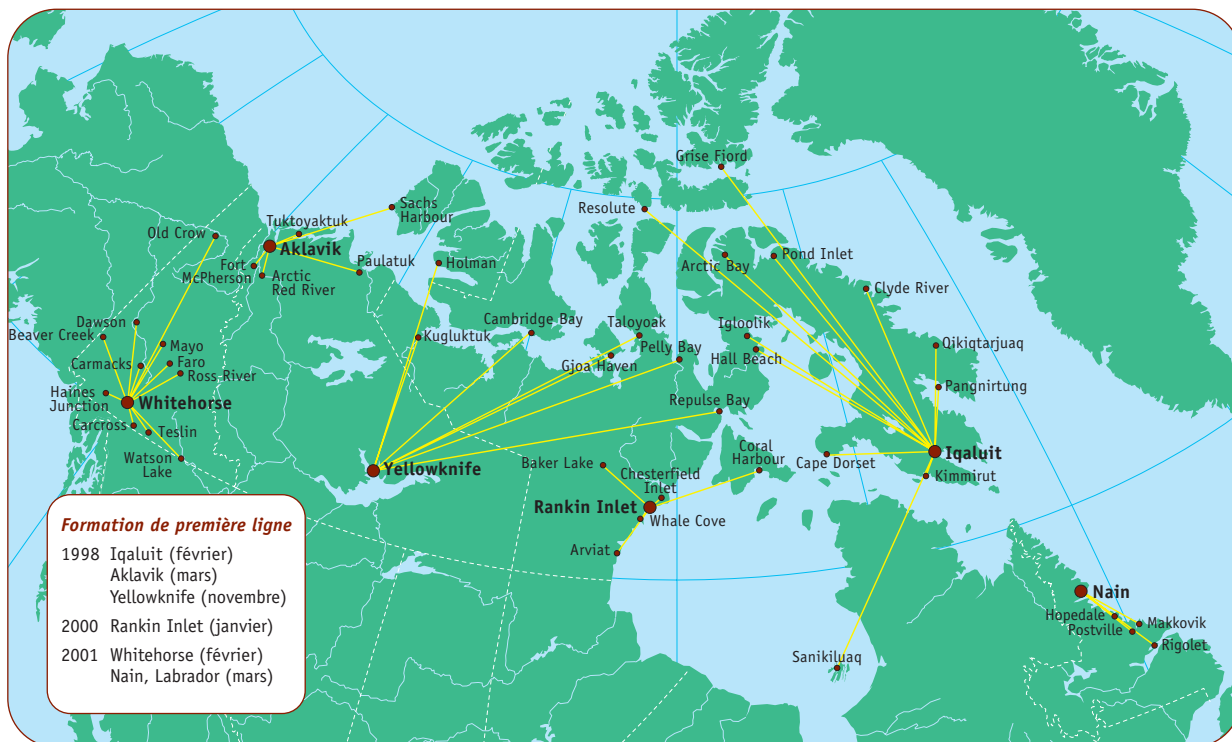 Grise Fiord
Resolute
Sachs
Harbour
Tuktoyaktuk
Old Crow
Aklavik
Fort
McPherson
Arctic
Red River
Paulatuk
Holman
Arctic Bay
Pond Inlet
Clyde River
Dawson
Beaver Creek
Mayo
Carmacks
Faro
Ross River
Haines
Junction
Whitehorse
Carcross
Teslin
Watson
Lake
Kugluktuk
Cambridge Bay
Taloyoak
Gjoa Haven
Pelly Bay
Igloolik
Hall Beach
Qikiqtarjuaq
Pangnirtung
Repulse Bay
Yellowknife
Baker Lake
Chesterfield
Inlet
Coral
Harbour
Cape Dorset
Iqaluit
Kimmirut
Rankin Inlet
Whale Cove
Arviat
Sanikiluaq
Nain
Hopedale
Postville
Makkovik
Rigolet
Formation de première ligne
1998 Iqaluit (février)
Aklavik (mars)
Yellowknife (novembre)
2000 Rankin Inlet (janvier)
2001 Whitehorse (février)
Nain, Labrador (mars)